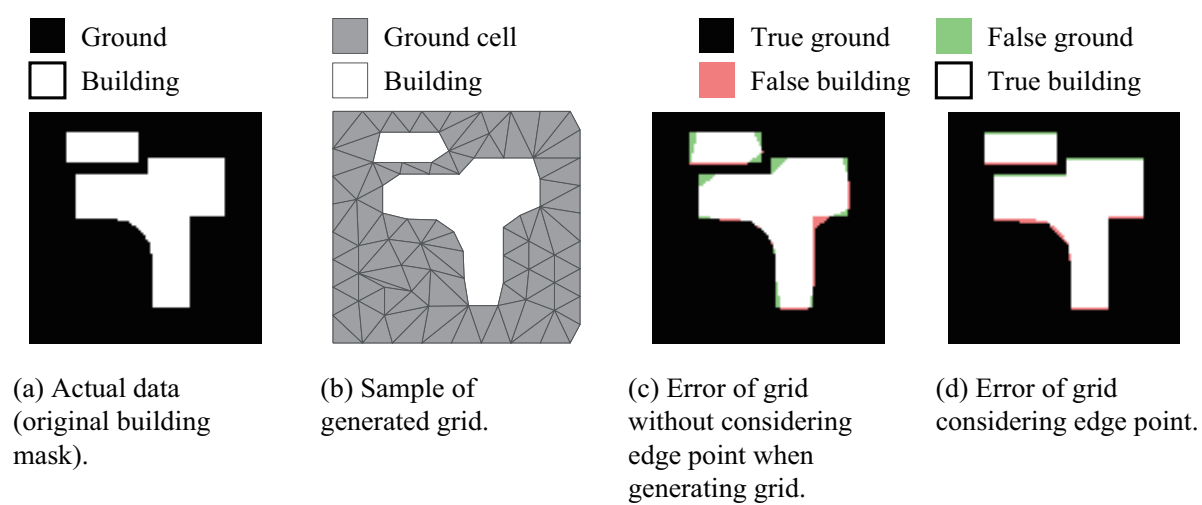 Ground
Building
Ground cell
Building
True ground
False ground
False building
True building
(a) Actual data
(original building
mask).
(b) Sample of
generated grid.
(c) Error of grid
without considering
edge point when
generating grid.
(d) Error of grid
considering edge point.